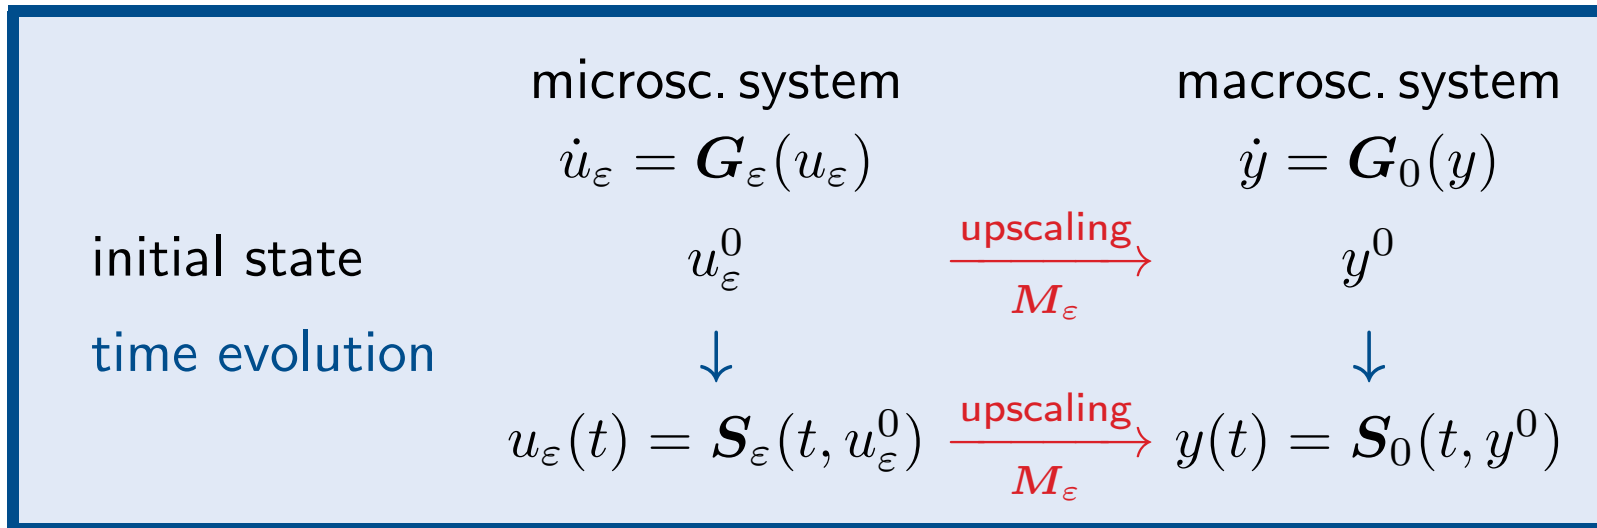 microsc. system macrosc. system
u̇_ε = G_ε(u_ε) ẏ = G_0(y)
upscaling
initial state u_ε^0 ⟶ y^0
M_ε
time evolution ↓ ↓
upscaling
u_ε(t) = S_ε(t, u_ε^0) ⟶ y(t) = S_0(t, y^0)
M_ε